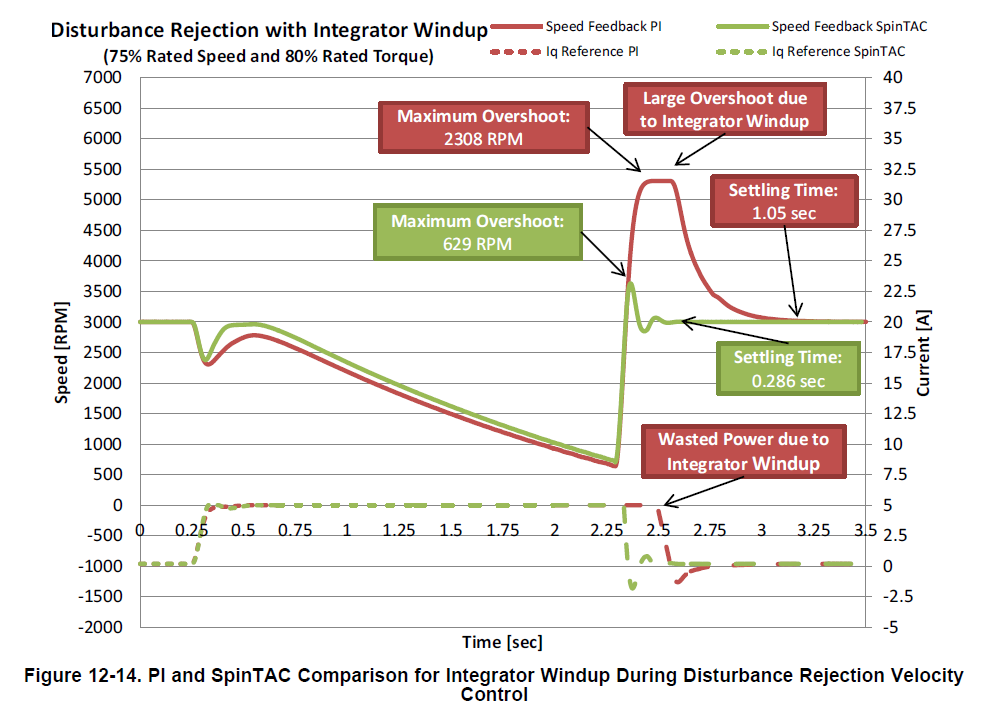 Disturbance Rejection with Integrator Windup
(75% Rated Speed and 80% Rated Torque)
Speed Feedback PI
Speed Feedback SpinTAC
Iq Reference PI
Iq Reference SpinTAC
7000
6500
6000
5500
5000
4500
4000
3500
3000
2500
2000
1500
1000
500
0
-500
-1000
-1500
-2000
Speed [RPM]
40
37.5
35
32.5
30
27.5
25
22.5
20
17.5
15
12.5
10
7.5
5
2.5
0
-2.5
-5
Current [A]
Maximum Overshoot:
2308 RPM
Large Overshoot due
to Integrator Windup
Settling Time:
1.05 sec
Maximum Overshoot:
629 RPM
Settling Time:
0.286 sec
Wasted Power due to
Integrator Windup
0 0.25 0.5 0.75 1 1.25 1.5 1.75 2 2.25 2.5 2.75 3 3.25 3.5
Time [sec]
Figure 12-14. PI and SpinTAC Comparison for Integrator Windup During Disturbance Rejection Velocity
Control